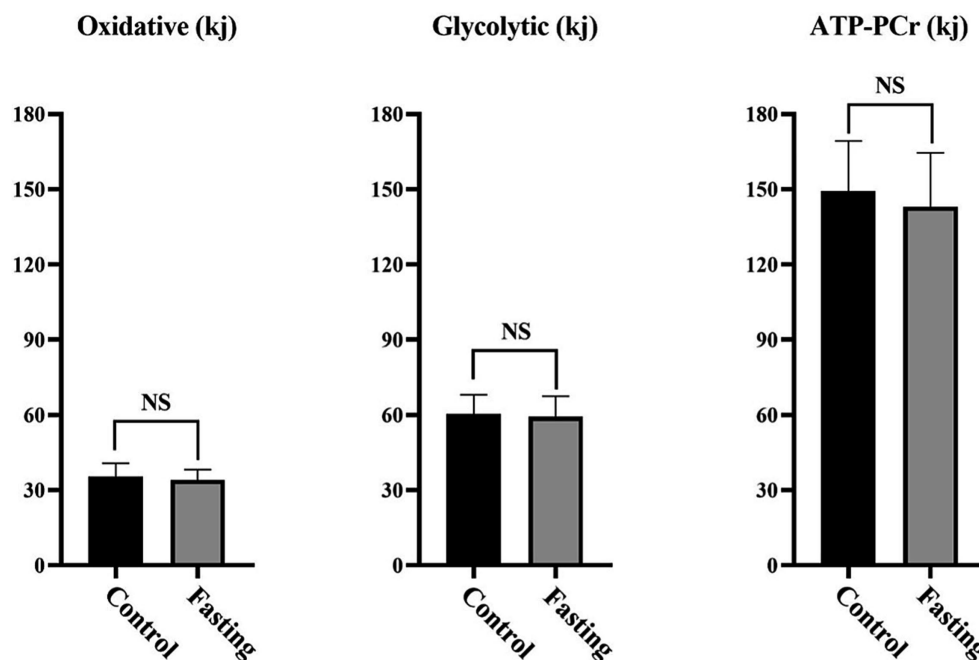 Oxidative (kj)
180
150
120
90
60
30
0
NS
Control
Fasting
Glycolytic (kj)
180
150
120
90
60
30
0
NS
Control
Fasting
ATP-PCr (kj)
180
150
120
90
60
30
0
NS
Control
Fasting